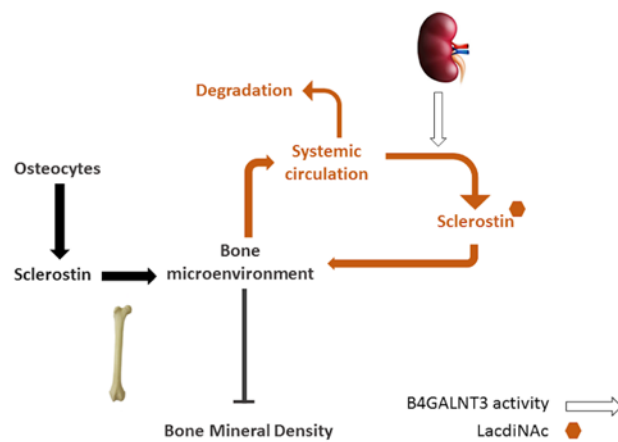 Degradation
Systemic
circulation
Osteocytes
Sclerostin
Sclerostin
Bone
microenvironment
B4GALNT3 activity
LacdiNAc
Bone Mineral Density